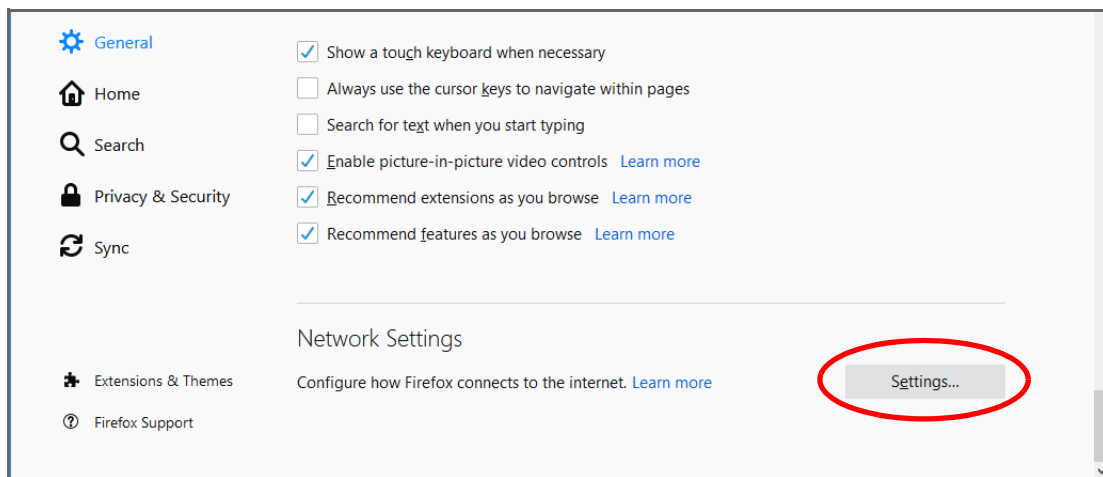 General
Home
Search
Privacy & Security
Sync
Extensions & Themes
Firefox Support
Show a touch keyboard when necessary
Always use the cursor keys to navigate within pages
Search for text when you start typing
Enable picture-in-picture video controls Learn more
Recommend extensions as you browse Learn more
Recommend features as you browse Learn more
Network Settings
Configure how Firefox connects to the internet. Learn more
Settings...